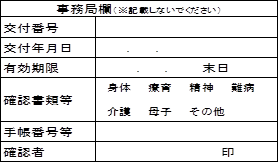 事務局欄(※記載しないでください)
交付番号
交付年月日　．　．
有効期限　．　．　末日
確認書類等　身体　療育　精神　難病
介護　母子　その他
手帳番号等
確認者　印